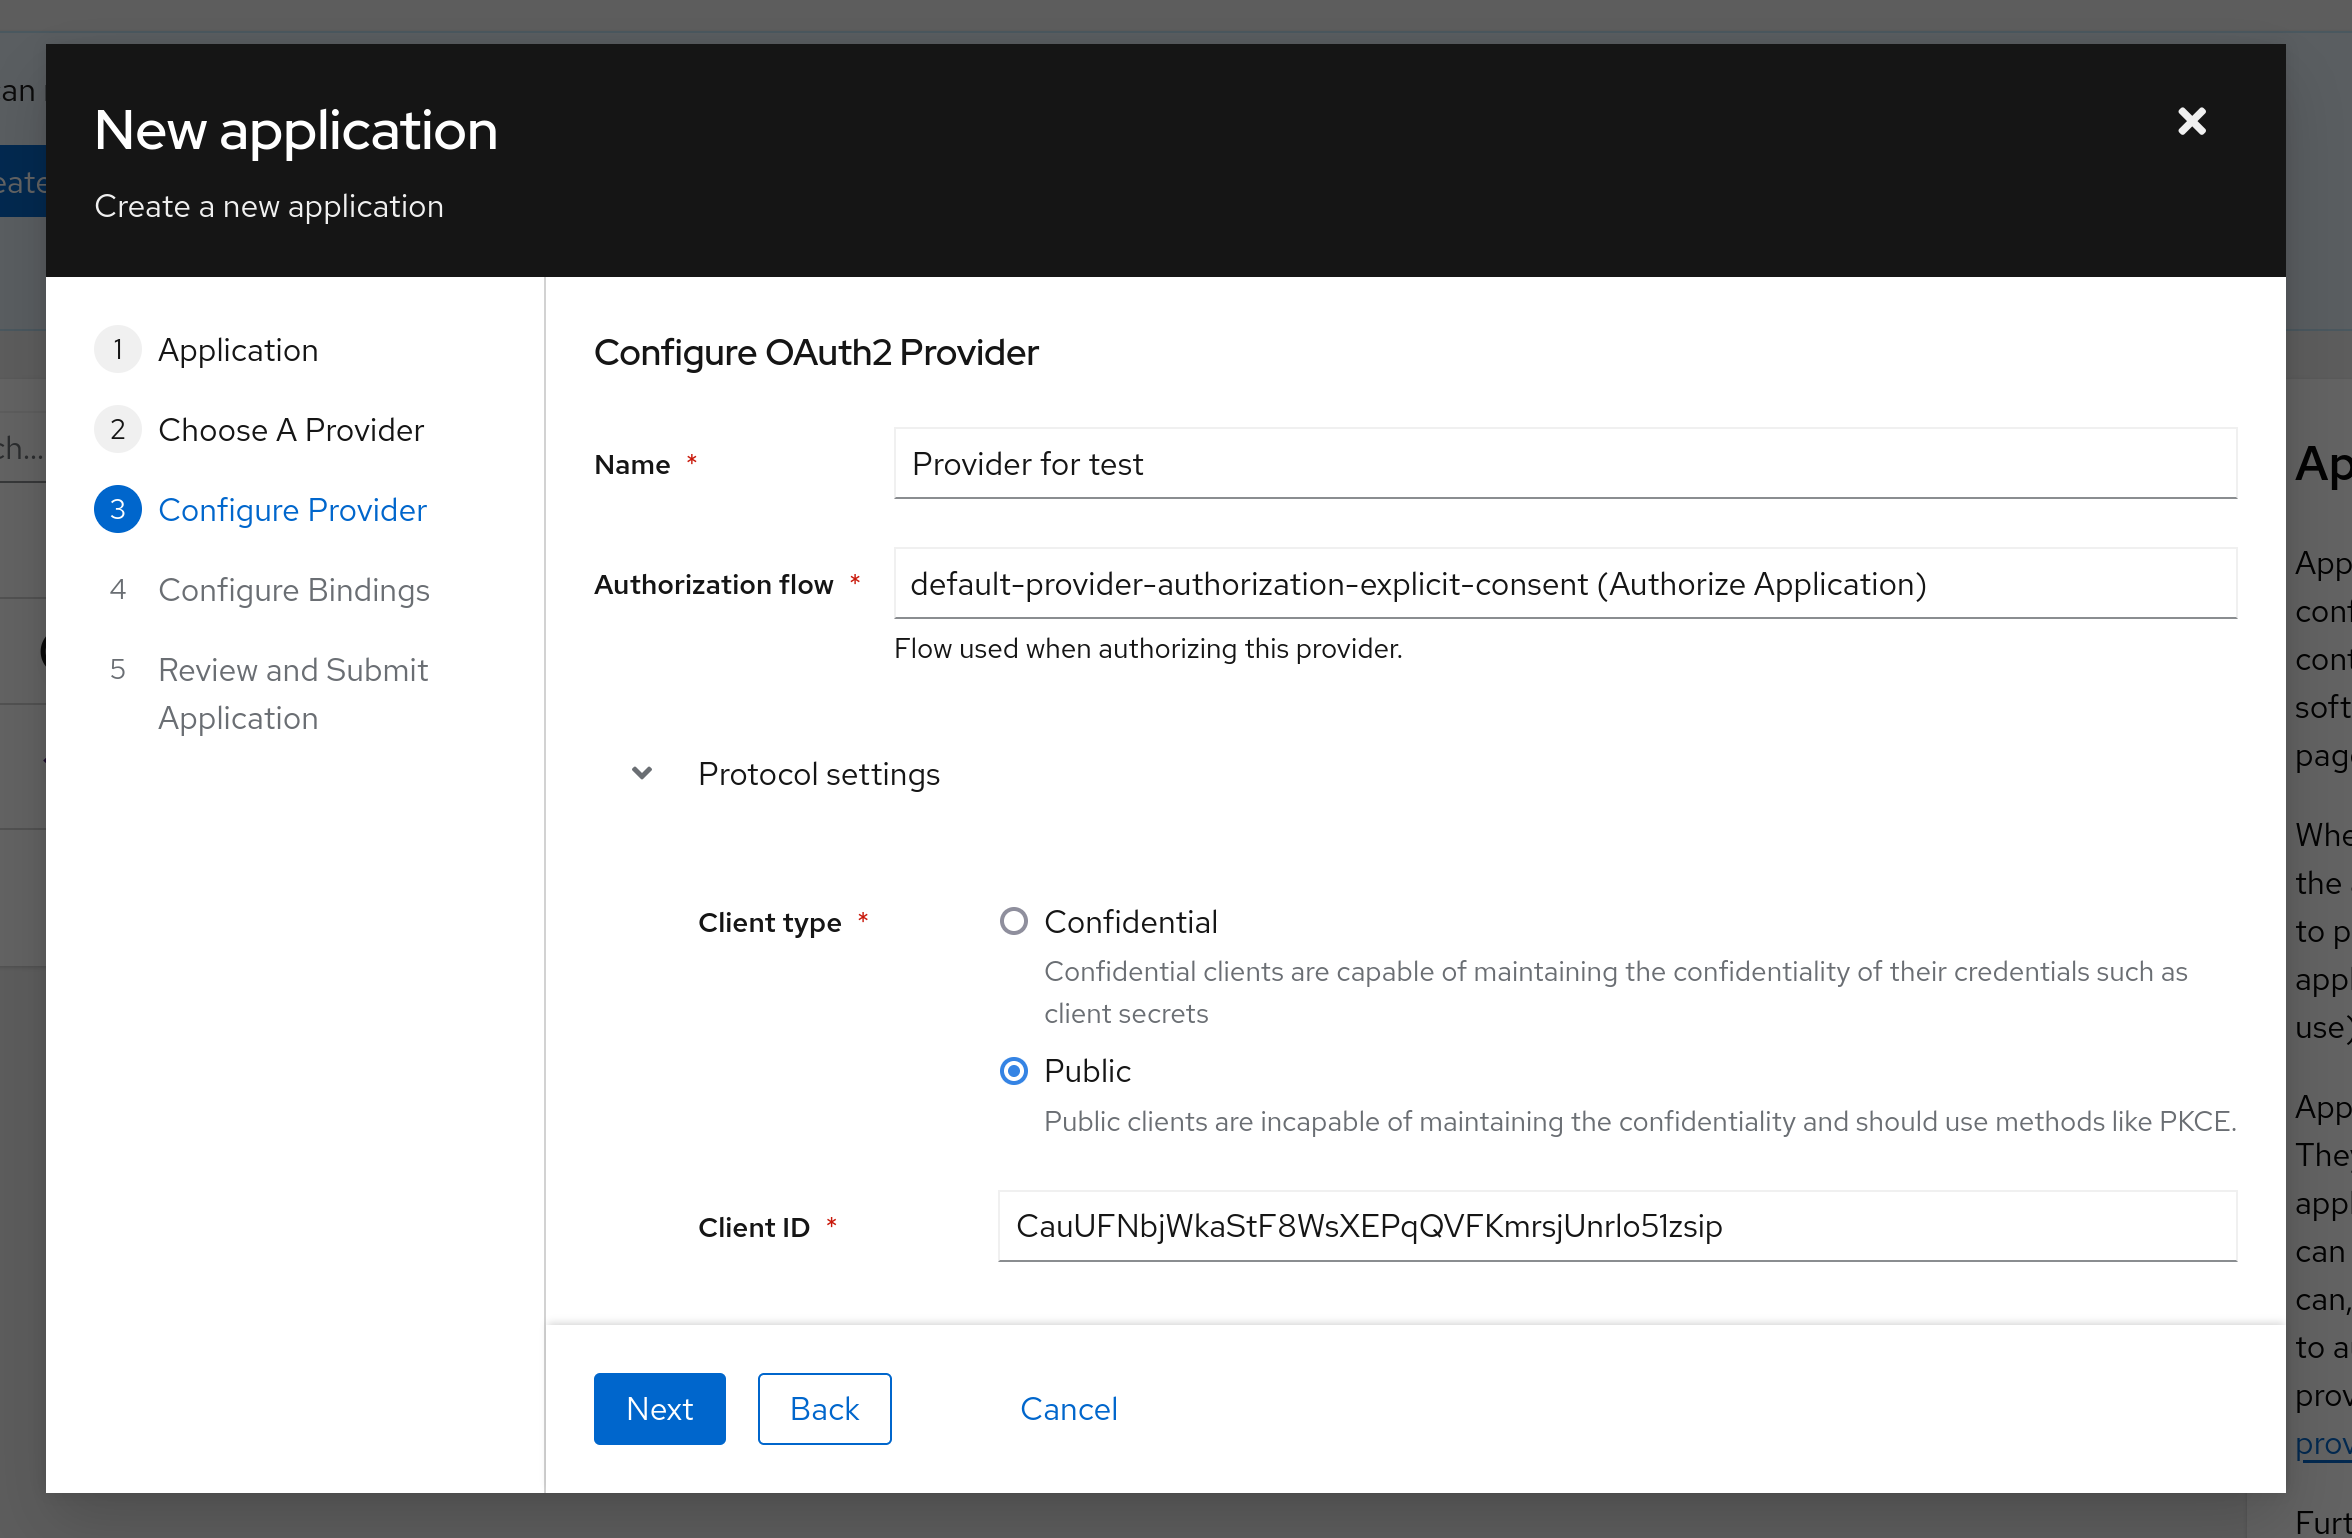 New application
Create a new application
1 Application
2 Choose A Provider
3 Configure Provider
4 Configure Bindings
5 Review and Submit
Application
Configure OAuth2 Provider
Name *
Provider for test
Authorization flow *
default-provider-authorization-explicit-consent (Authorize Application)
Flow used when authorizing this provider.
Protocol settings
Client type *
Confidential
Confidential clients are capable of maintaining the confidentiality of their credentials such as
client secrets
Public
Public clients are incapable of maintaining the confidentiality and should use methods like PKCE.
Client ID *
CauUFNbjWkaStF8WsXEPqQVFKmrsjUnrlo51zsip
Next
Back
Cancel